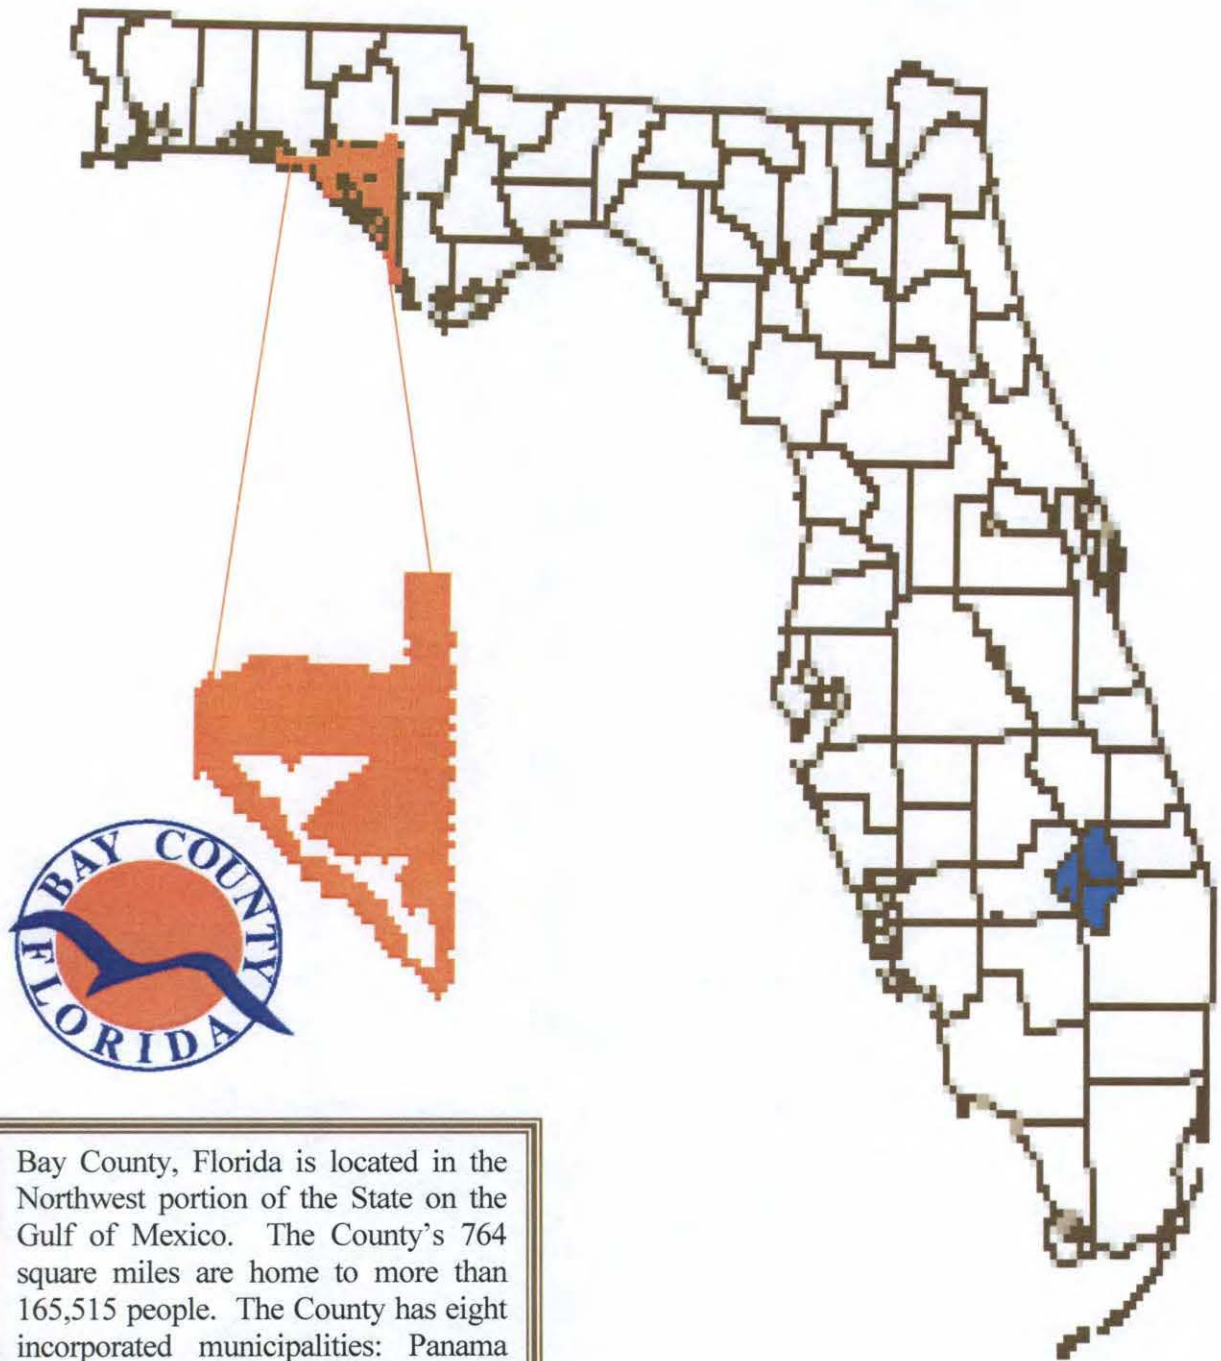 BAY COUNTY
FLORIDA
Bay County, Florida is located in the
Northwest portion of the State on the
Gulf of Mexico. The County's 764
square miles are home to more than
165,515 people. The County has eight
incorporated municipalities: Panama